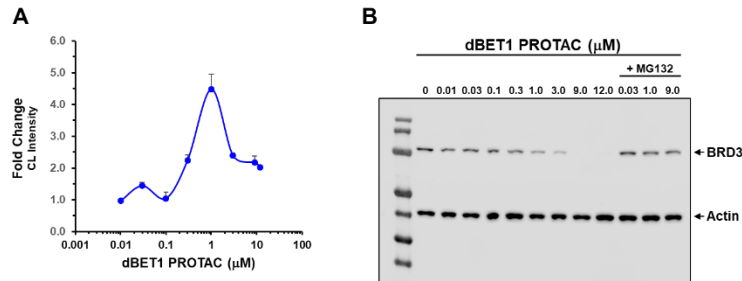 A
Fold Change
CL Intensity
6.0
5.0
4.0
3.0
2.0
1.0
0.0
0.001 0.01 0.1 1 10 100
dBET1 PROTAC (μM)
B
dBET1 PROTAC (μM)
+ MG132
0 0.01 0.03 0.1 0.3 1.0 3.0 9.0 12.0 0.03 1.0 9.0
BRD3
Actin